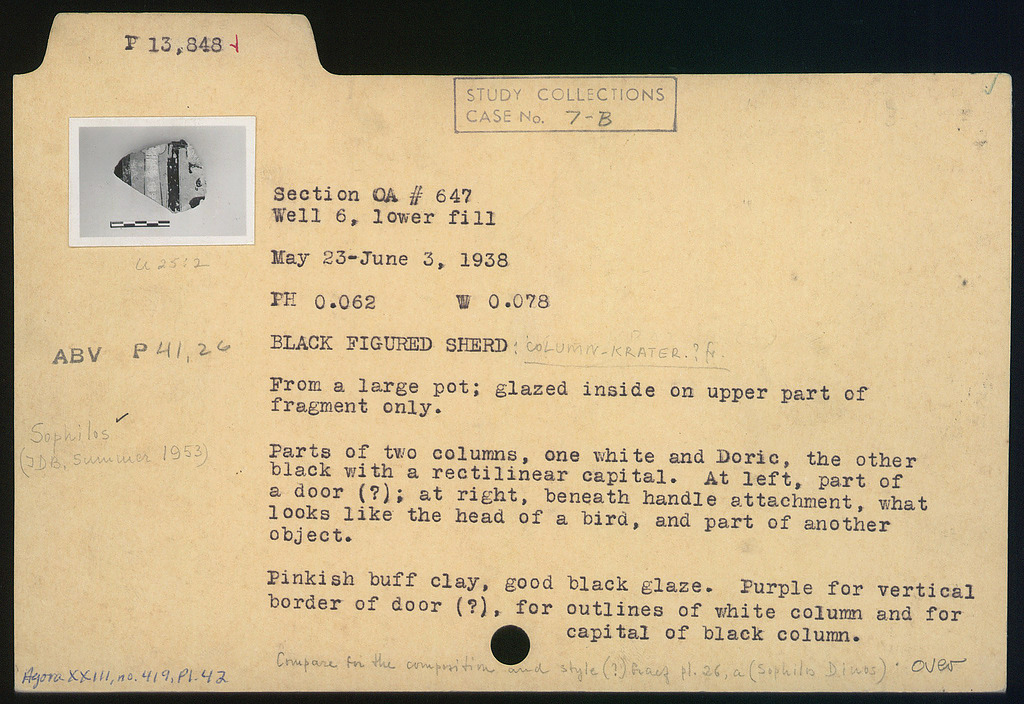 P 13,848
STUDY COLLECTIONS
CASE No. 7-B
Section OA # 647
Well 6, lower fill
May 23-June 3, 1938
PH 0.062 W 0.078
ABV P 41, 26
BLACK FIGURED SHERD: COLUMN-KRATER.? fr.
From a large pot; glazed inside on upper part of
fragment only.
Sophilos
(JDB, Summer 1953)
Parts of two columns, one white and Doric, the other
black with a rectilinear capital. At left, part of
a door (?); at right, beneath handle attachment, what
looks like the head of a bird, and part of another
object.
Pinkish buff clay, good black glaze. Purple for vertical
border of door (?), for outlines of white column and for
capital of black column.
Compare for the composition and style (?) Graef pl. 26, a (Sophilos Dinos): over
Agora XXIII, no. 419, Pl. 42